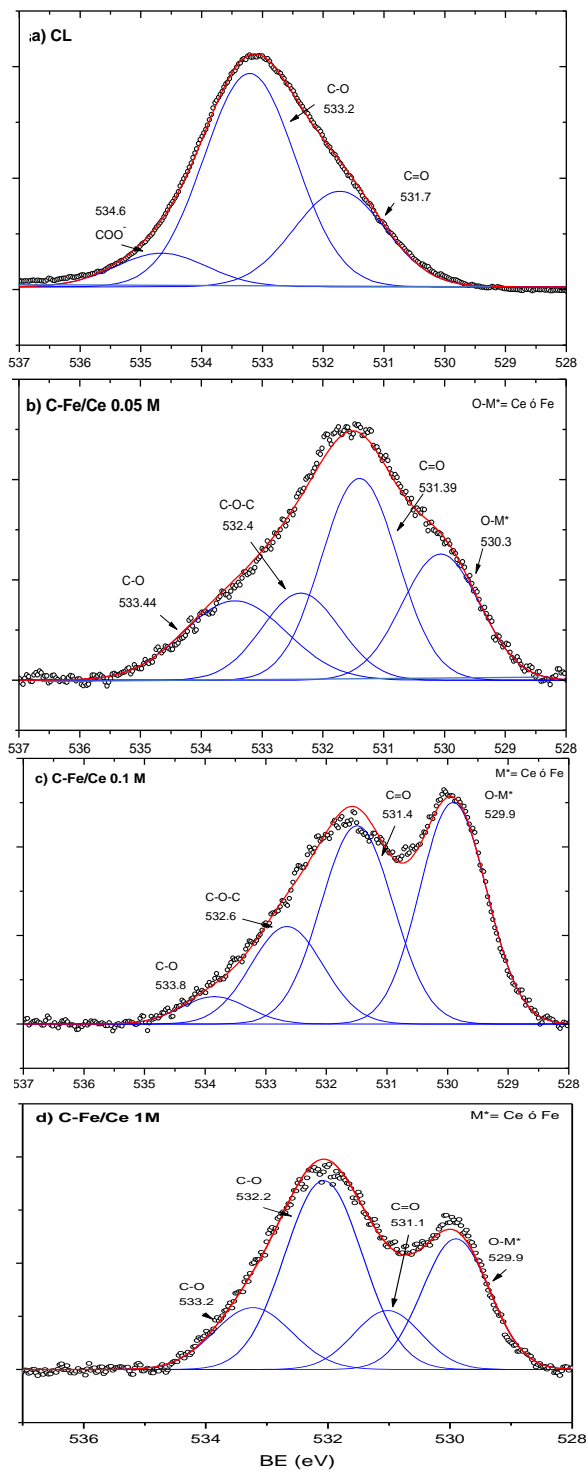 a) CL
C-O
533.2
C=O
531.7
534.6
COO-
537 536 535 534 533 532 531 530 529 528
b) C-Fe/Ce 0.05 M
O-M*= Ce ó Fe
C=O
531.39
C-O-C
532.4
O-M*
530.3
C-O
533.44
537 536 535 534 533 532 531 530 529 528
c) C-Fe/Ce 0.1 M
M*= Ce ó Fe
C=O
531.4
O-M*
529.9
C-O-C
532.6
C-O
533.8
537 536 535 534 533 532 531 530 529 528
d) C-Fe/Ce 1M
M*= Ce ó Fe
C-O
532.2
C=O
531.1
O-M*
529.9
C-O
533.2
536 534 532 530 528
BE (eV)